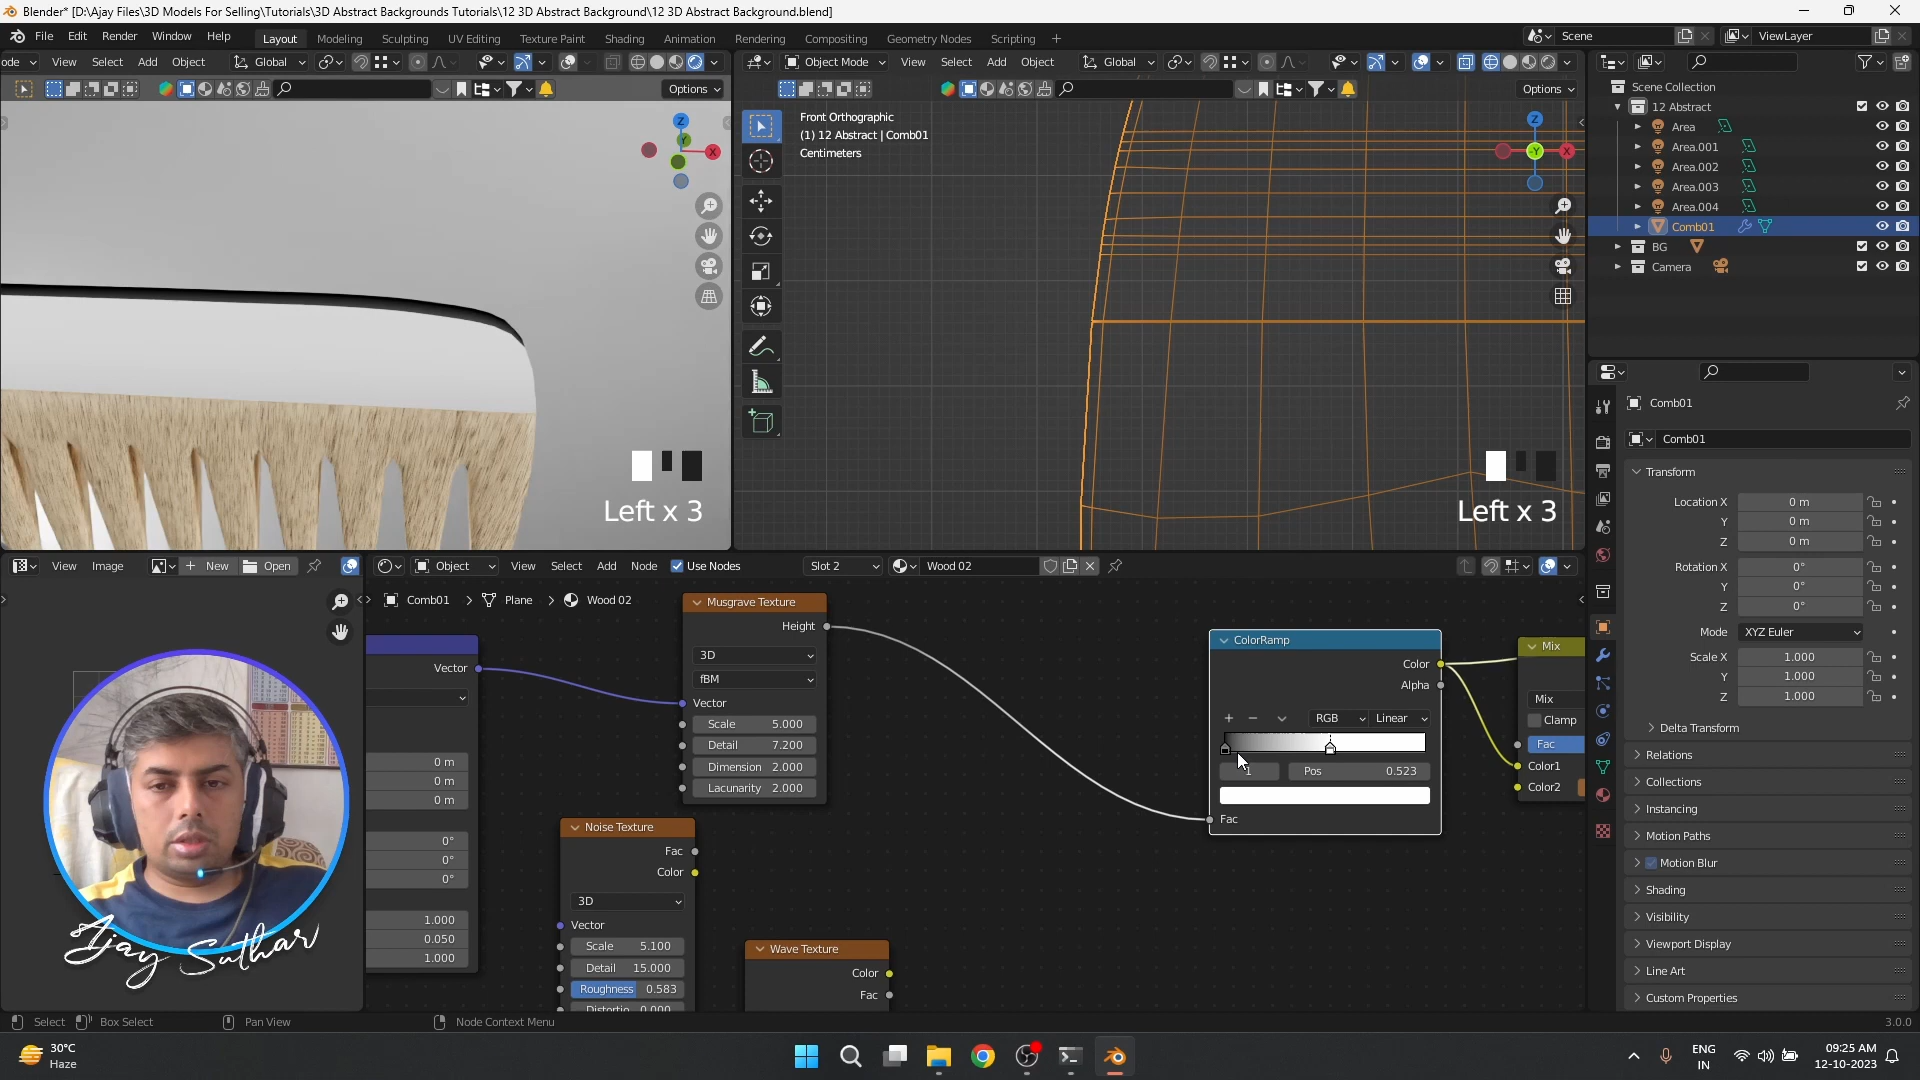 Blender* [D:\Ajay Files\3D Models For Selling\Tutorials\3D Abstract Backgrounds Tutorials\12 3D Abstract Background\12 3D Abstract Background.blend]
File Edit Render Window Help Layout Modeling Sculpting UV Editing Texture Paint Shading Animation Rendering Compositing Geometry Nodes Scripting + Scene ViewLayer
ode View Select Add Object Global Object Mode View Select Add Object Global
Options Options
Front Orthographic
(1) 12 Abstract | Comb01
Centimeters
Z Y X
Z -Y X
Left x 3
Left x 3
Scene Collection
12 Abstract
Area
Area.001
Area.002
Area.003
Area.004
Comb01
BG
Camera
Comb01
Comb01
Transform
Location X 0 m
Y 0 m
Z 0 m
Rotation X 0°
Y 0°
Z 0°
Mode XYZ Euler
Scale X 1.000
Y 1.000
Z 1.000
Delta Transform
Relations
Collections
Instancing
Motion Paths
Motion Blur
Shading
Visibility
Viewport Display
Line Art
Custom Properties
View Image New Open
Object View Select Add Node Use Nodes Slot 2 Wood 02
Comb01 > Plane > Wood 02
Vector
0 m
0 m
0 m
0°
0°
0°
1.000
0.050
1.000
Musgrave Texture
Height
3D
fBM
Vector
Scale 5.000
Detail 7.200
Dimension 2.000
Lacunarity 2.000
Noise Texture
Fac
Color
3D
Vector
Scale 5.100
Detail 15.000
Roughness 0.583
Distortio 0.000
Wave Texture
Color
Fac
ColorRamp
Color
Alpha
+ − RGB Linear
1 Pos 0.523
Fac
Mix
Mix
Clamp
Fac
Color1
Color2
Ajay Suthar
Select Box Select Pan View Node Context Menu 3.0.0
30°C
Haze
ENG
IN
09:25 AM
12-10-2023